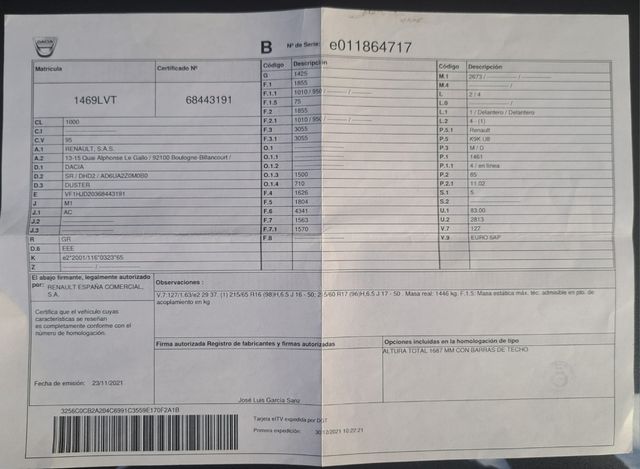 DACIA
B Nº de Serie: e011864717
Matrícula
1469LVT
Certificado Nº
68443191
CL 1000
C.I
C.V 95
A.1 RENAULT, S.A.S.
A.2 13-15 Quai Alphonse Le Gallo / 92100 Boulogne-Billancourt /
D.1 DACIA
D.2 SR / DHD2 / AD6UA2Z0M0B0
D.3 DUSTER
E VF1HJD20368443191
J M1
J.1 AC
J.2
J.3
R GR
D.6 EEE
K e2*2001/116*0323*65
Z
Código Descripción
G 1425
F.1 1855
F.1.1 1010 / 950 /
F.1.5 75
F.2 1855
F.2.1 1010 / 950 /
F.3 3055
F.3.1 3055
O.1.1
O.1.2
O.1.3 1500
O.1.4 710
F.4 1626
F.5 1804
F.6 4341
F.7 1563
F.7.1 1570
F.8
Código Descripción
M.1 2673 /
M.4
L 2 / 4
L.0
L.1 1 / Delantero / Delantero
L.2 4 - (1)
P.5.1 Renault
P.5 K9K U8
P.3 M / G
P.1 1461
P.1.1 4 / en línea
P.2 85
P.2.1 11.02
S.1 5
S.2
U.1 83.00
U.2 2813
V.7 127
V.9 EURO 6AP
El abajo firmante, legalmente autorizado
por: RENAULT ESPAÑA COMERCIAL,
S.A.
Certifica que el vehículo cuyas
características se reseñan
es completamente conforme con el
número de homologación.
Fecha de emisión: 23/11/2021
Observaciones :
V.7:127/1.63/e2 29 37. (1) 215/65 R16 (98)H,6.5 J 16 - 50; 215/60 R17 (96)H,6.5 J 17 - 50 . Masa real: 1446 kg. F.1.5: Masa estática máx. téc. admisible en pto. de
acoplamiento en kg
Firma autorizada Registro de fabricantes y firmas autorizadas
José Luis García Sanz
Opciones incluidas en la homologación de tipo
ALTURA TOTAL 1687 MM CON BARRAS DE TECHO
3256C0CB2A204C6991C3559E170F2A1B
Tarjeta eITV expedida por DGT
Primera expedición: 30/12/2021 10:27:21